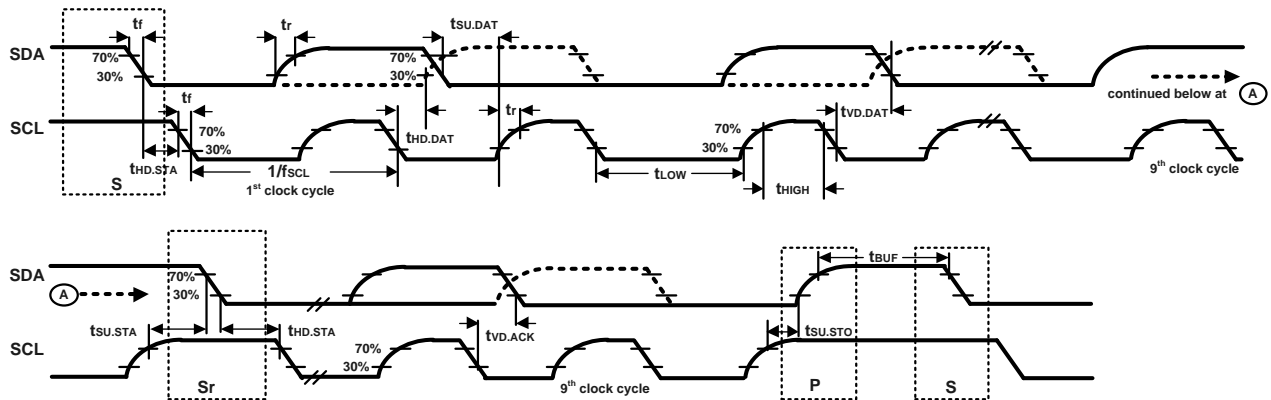 tf
tr
tSU.DAT
SDA
70%
30%
70%
30%
continued below at A
tf
tHD.DAT
tr
tVD.DAT
SCL
70%
30%
70%
30%
tHD.STA
S
1/fSCL
1st clock cycle
tLOW
tHIGH
9th clock cycle
SDA
70%
30%
A
tBUF
tSU.STA
tHD.STA
tVD.ACK
tSU.STO
SCL
70%
30%
Sr
9th clock cycle
P
S